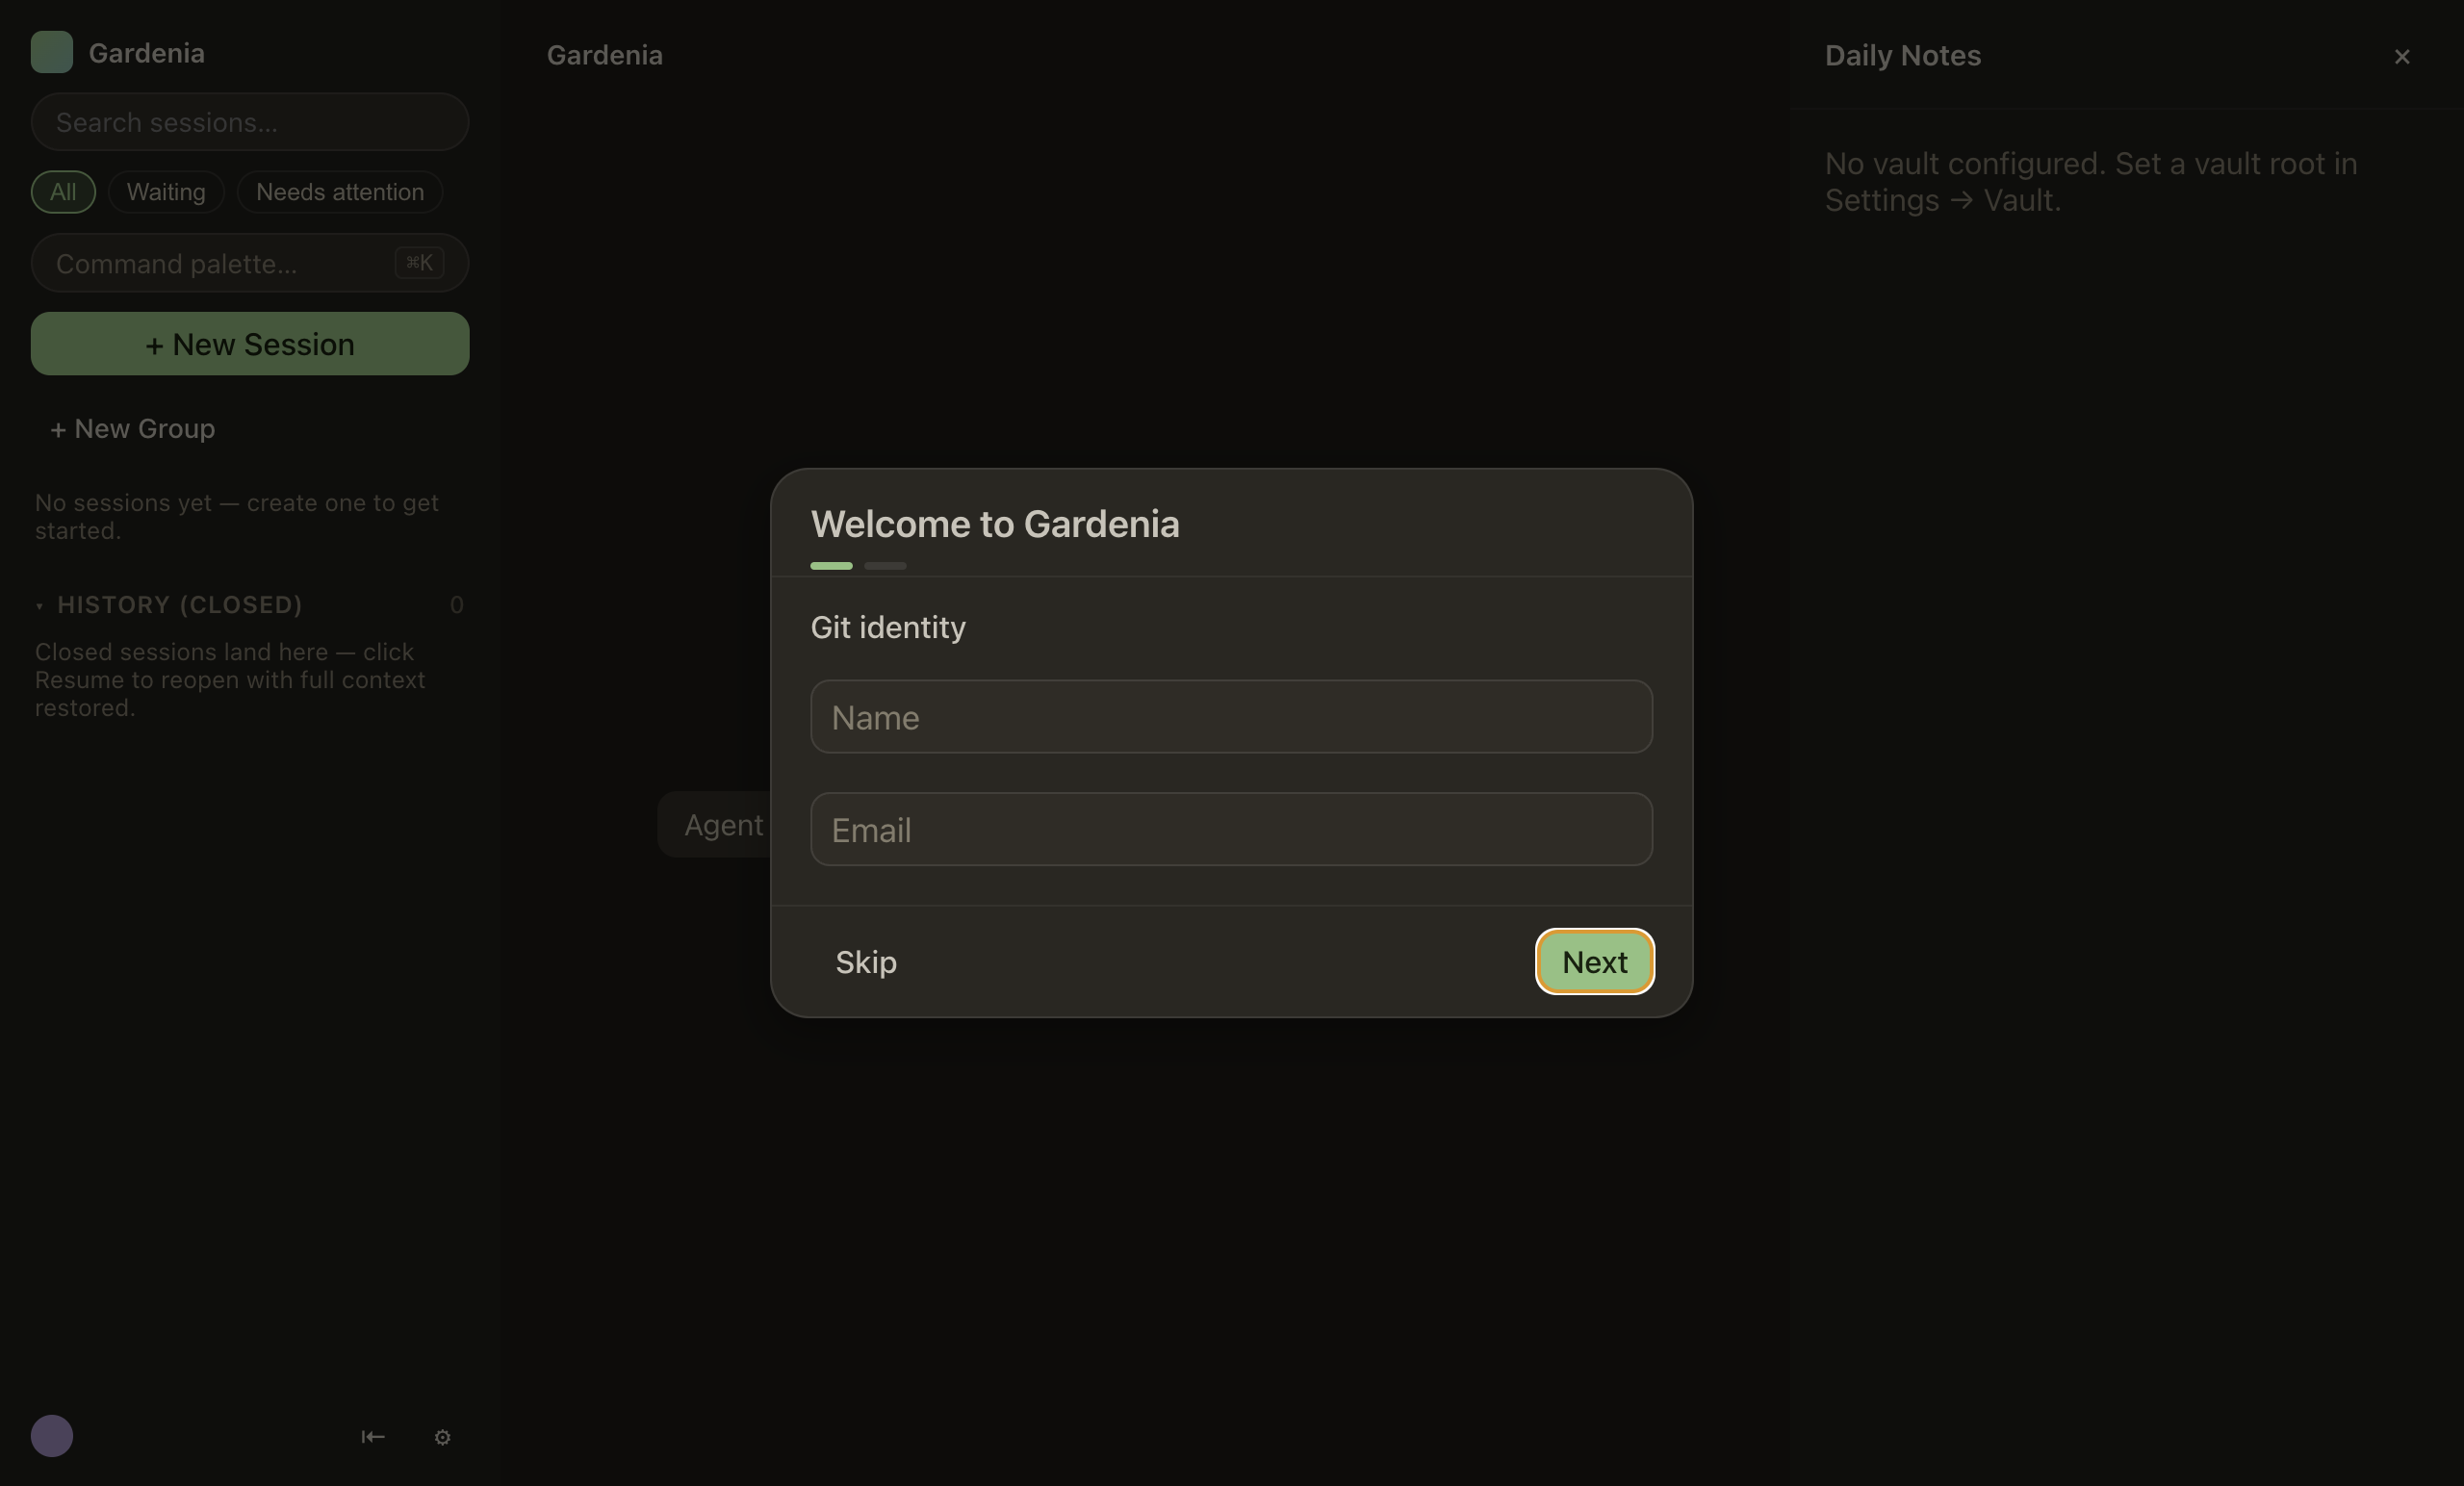 Gardenia
Search sessions...
All
Waiting
Needs attention
Command palette...
⌘K
+ New Session
+ New Group
No sessions yet — create one to get
started.
▾ HISTORY (CLOSED)
0
Closed sessions land here — click
Resume to reopen with full context
restored.
Gardenia
Agent
Welcome to Gardenia
Git identity
Name
Email
Skip
Next
Daily Notes
×
No vault configured. Set a vault root in
Settings → Vault.